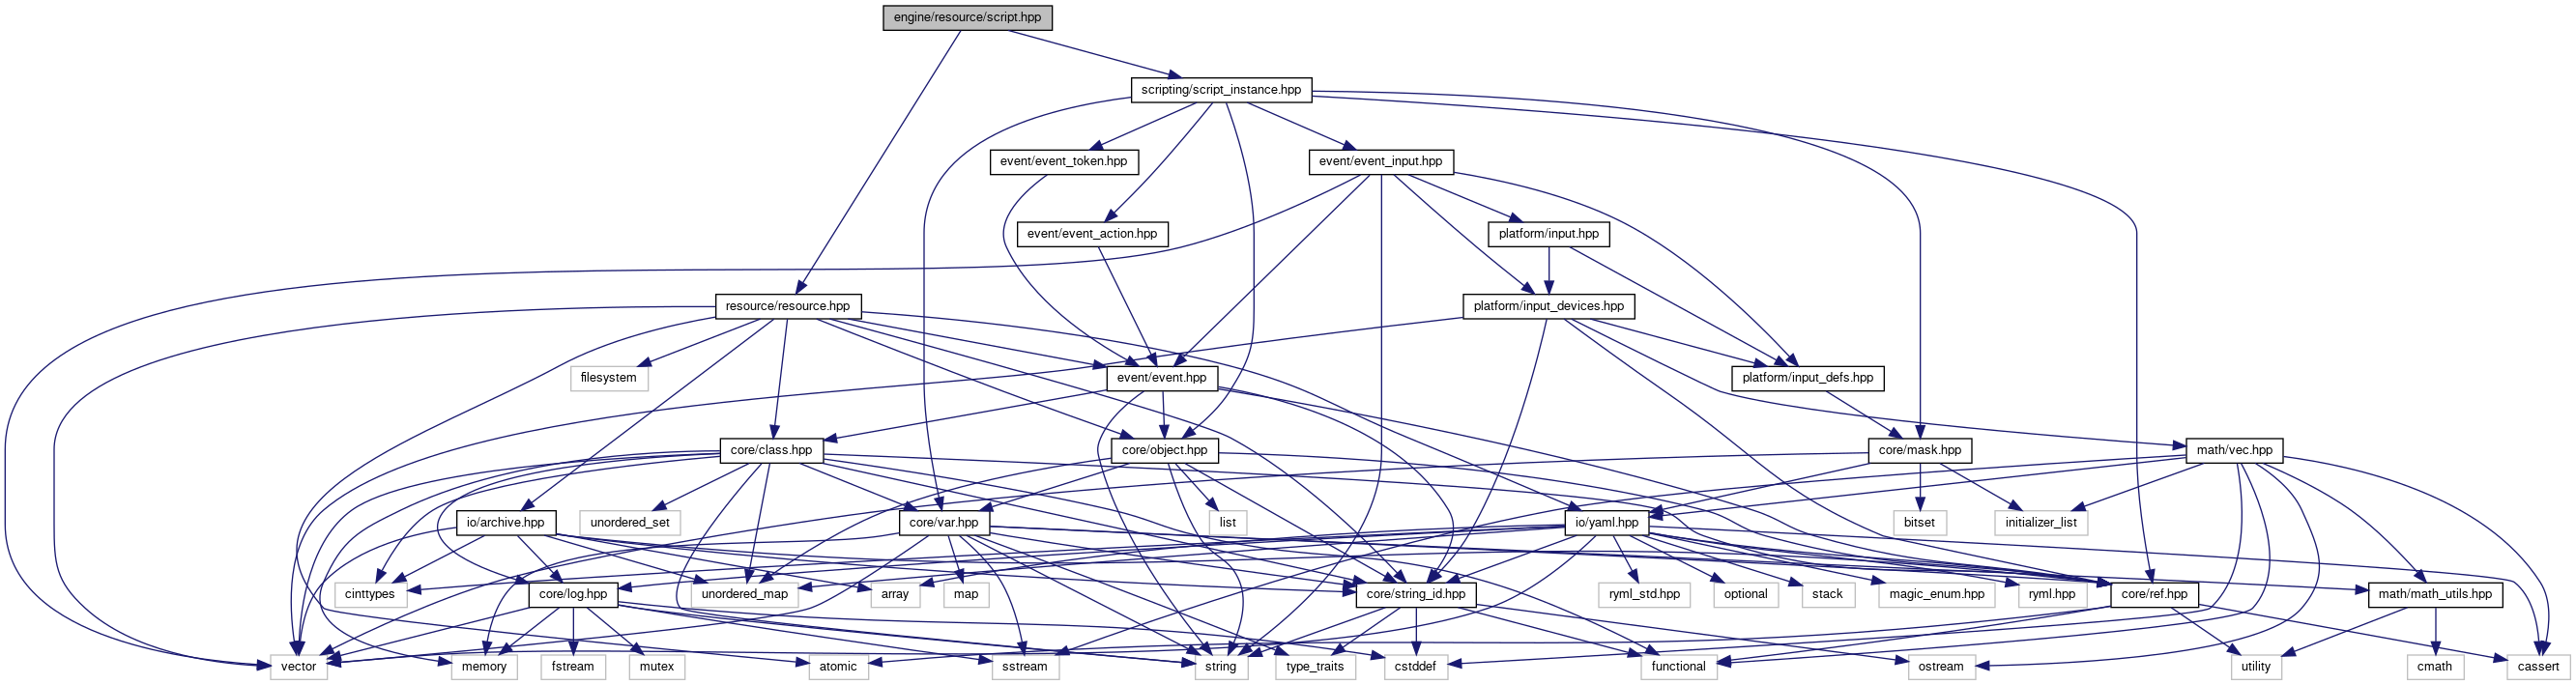 engine/resource/script.hpp
scripting/script_instance.hpp
event/event_token.hpp
event/event_input.hpp
event/event_action.hpp
platform/input.hpp
resource/resource.hpp
platform/input_devices.hpp
filesystem
event/event.hpp
platform/input_defs.hpp
core/class.hpp
core/object.hpp
core/mask.hpp
math/vec.hpp
io/archive.hpp
unordered_set
core/var.hpp
list
io/yaml.hpp
bitset
initializer_list
cinttypes
core/log.hpp
unordered_map
array
map
core/string_id.hpp
ryml_std.hpp
optional
stack
magic_enum.hpp
ryml.hpp
core/ref.hpp
math/math_utils.hpp
vector
memory
fstream
mutex
atomic
sstream
string
type_traits
cstddef
functional
ostream
utility
cmath
cassert